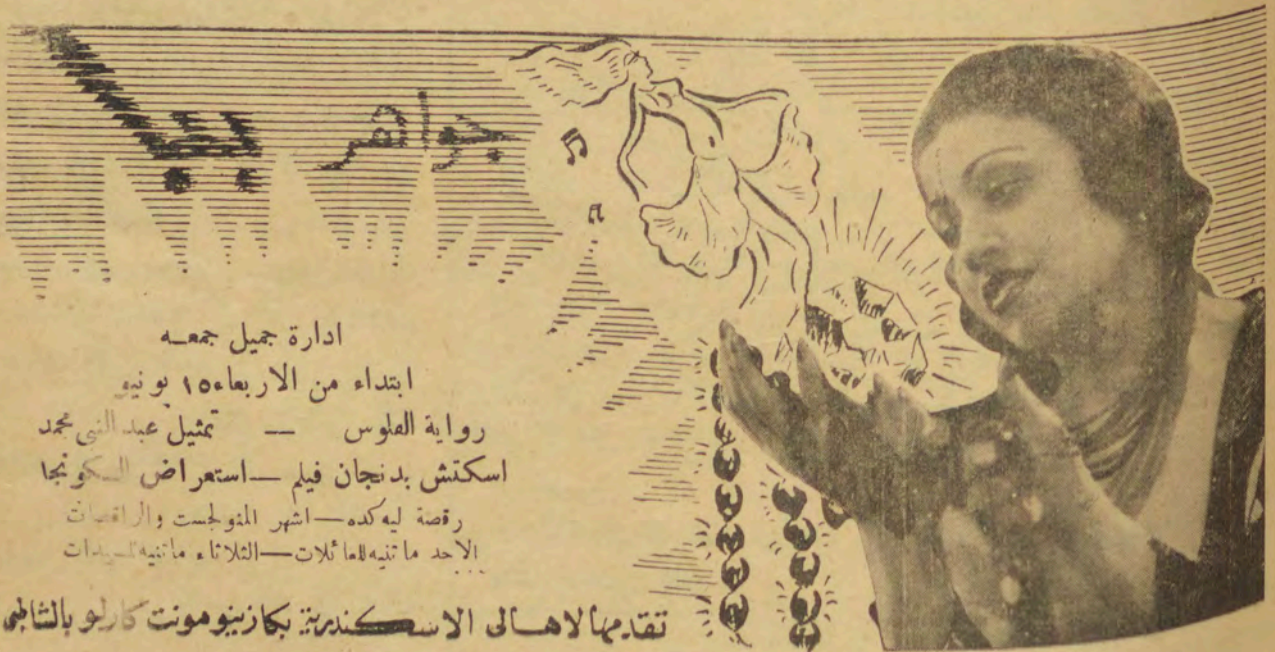 جواهر ببا
ادارة جميل جمعه
ابتداء من الاربعاء ١٥ يونيو
رواية الفلوس — تمثيل عبد النبي محمد
اسكتش بدنجان فيلم — استعراض الكونجا
رقصة ليه كده — اشهر المنولجست والراقصات
الاحد ماتنيه للعائلات — الثلاثاء ماتنيه للسيدات
تقدمها لاهالى الاسكندرية بكازينو مونت كارلو بالشاطبى